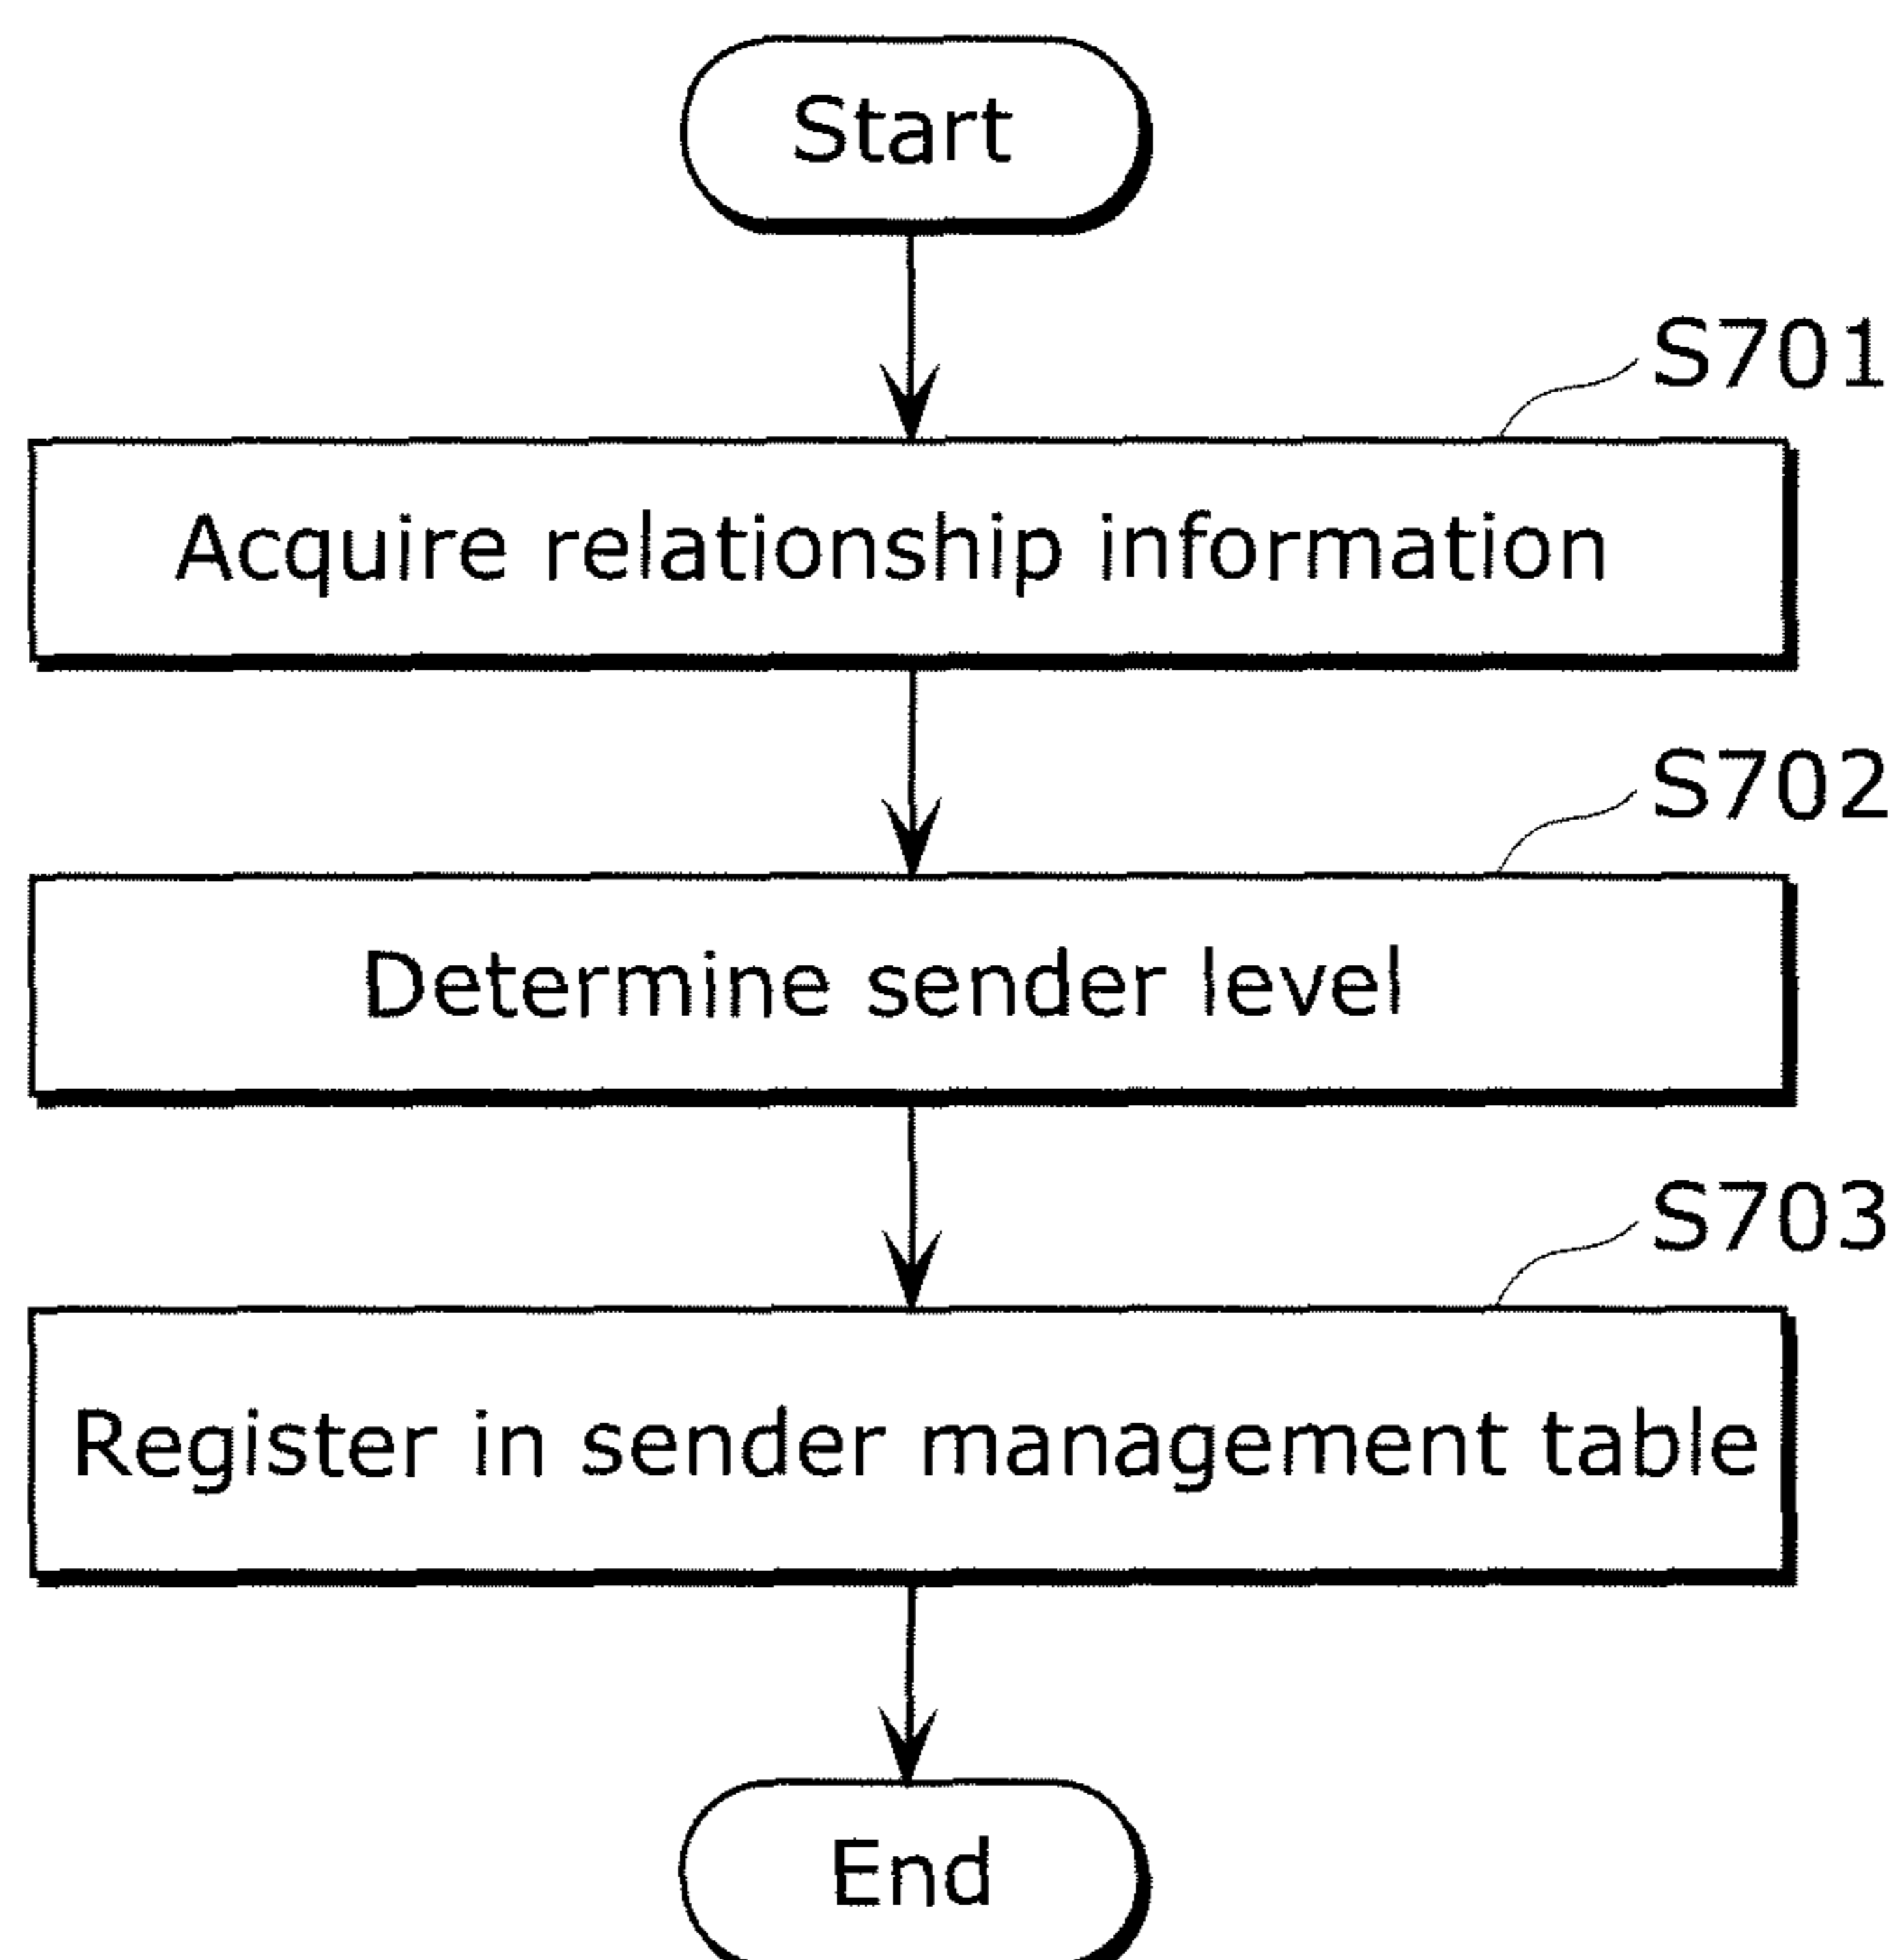 Start
S701
Acquire relationship information
S702
Determine sender level
S703
Register in sender management table
End